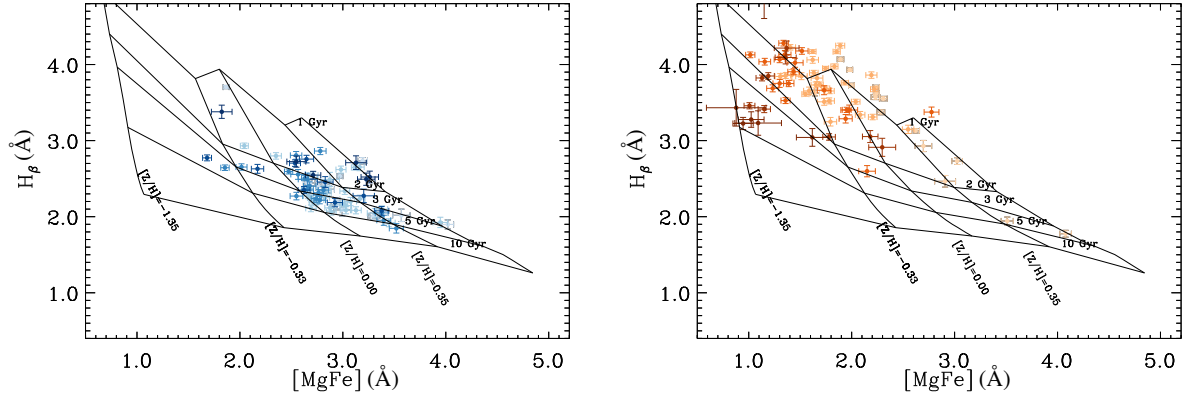 4.0
3.0
2.0
1.0
Hβ (Å)
1 Gyr
2 Gyr
3 Gyr
5 Gyr
10 Gyr
[Z/H]=-1.35
[Z/H]=-0.33
[Z/H]=0.00
[Z/H]=0.35
1.0 2.0 3.0 4.0 5.0
[MgFe] (Å)
4.0
3.0
2.0
1.0
Hβ (Å)
1 Gyr
2 Gyr
3 Gyr
5 Gyr
10 Gyr
[Z/H]=-1.35
[Z/H]=-0.33
[Z/H]=0.00
[Z/H]=0.35
1.0 2.0 3.0 4.0 5.0
[MgFe] (Å)